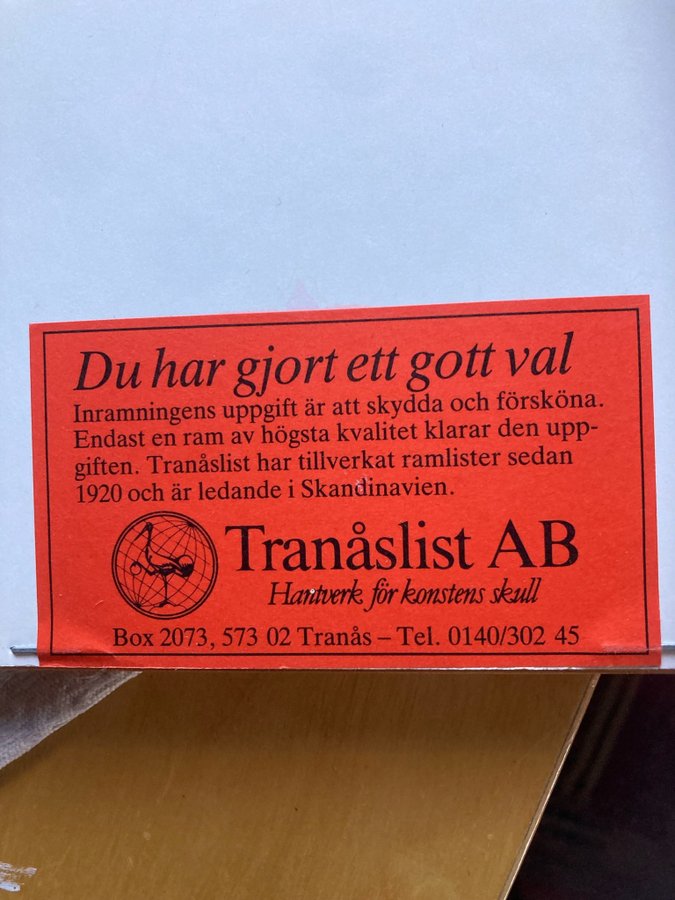 Du har gjort ett gott val
Inramningens uppgift är att skydda och försköna.
Endast en ram av högsta kvalitet klarar den upp-
giften. Tranåslist har tillverkat ramlister sedan
1920 och är ledande i Skandinavien.
Tranåslist AB
Hantverk för konstens skull
Box 2073, 573 02 Tranås – Tel. 0140/302 45